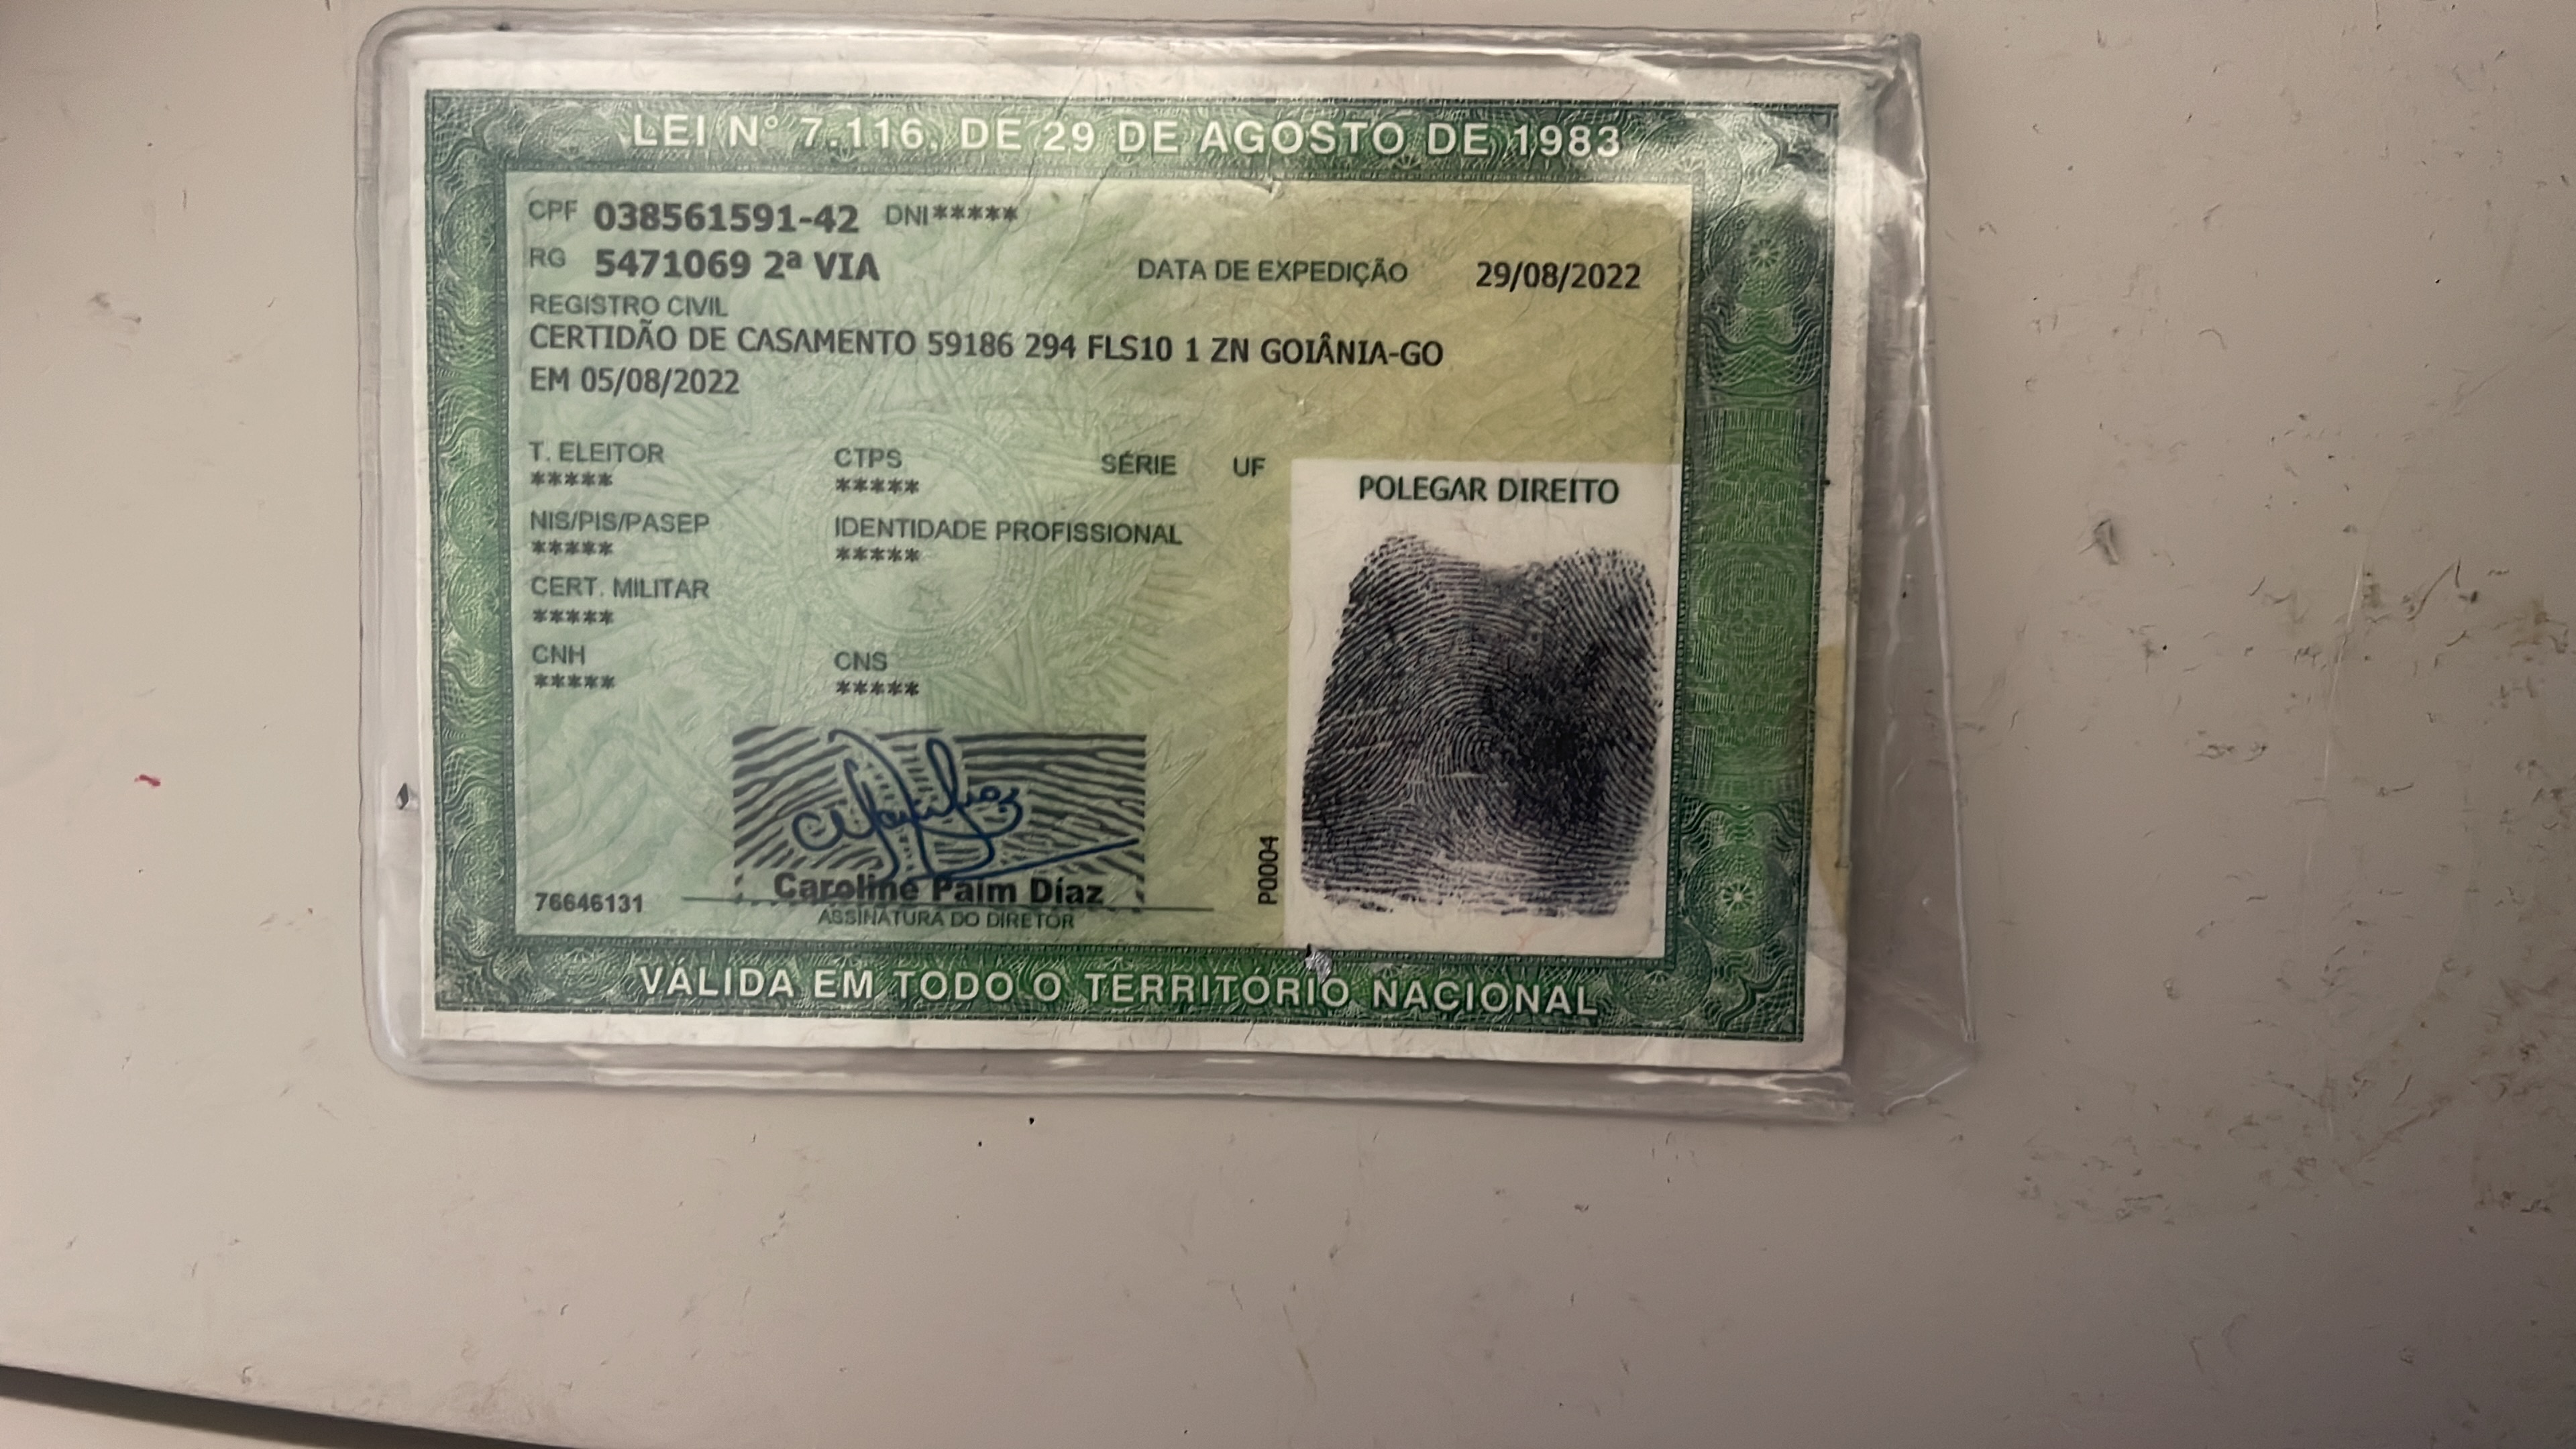 LEI Nº 7.116, DE 29 DE AGOSTO DE 1983
CPF 038561591-42 DNI *****
RG 5471069 2ª VIA DATA DE EXPEDIÇÃO 29/08/2022
REGISTRO CIVIL
CERTIDÃO DE CASAMENTO 59186 294 FLS10 1 ZN GOIÂNIA-GO
EM 05/08/2022
T. ELEITOR CTPS SÉRIE UF
***** *****
NIS/PIS/PASEP IDENTIDADE PROFISSIONAL
***** *****
CERT. MILITAR
*****
CNH CNS
***** *****
POLEGAR DIREITO
Caroline Paim Díaz
76646131 ASSINATURA DO DIRETOR P0004
VÁLIDA EM TODO O TERRITÓRIO NACIONAL